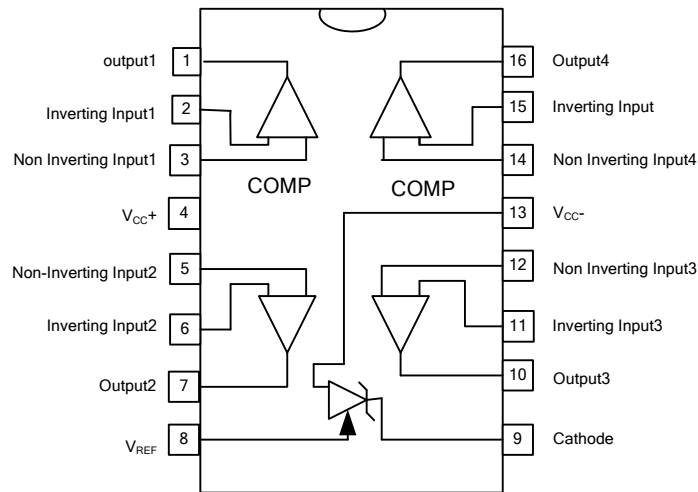 output1 1
Inverting Input1 2
Non Inverting Input1 3
VCC+ 4
Non-Inverting Input2 5
Inverting Input2 6
Output2 7
VREF 8
COMP COMP
16 Output4
15 Inverting Input
14 Non Inverting Input4
13 VCC-
12 Non Inverting Input3
11 Inverting Input3
10 Output3
9 Cathode